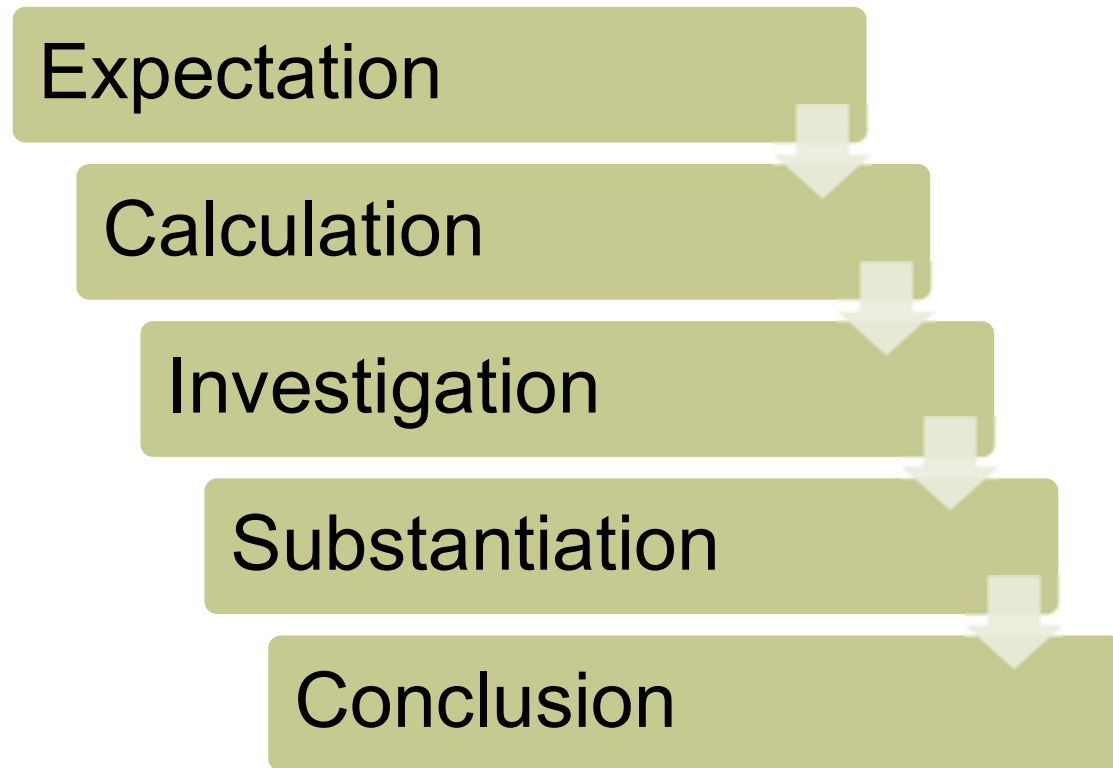 Expectation
Calculation
Investigation
Substantiation
Conclusion